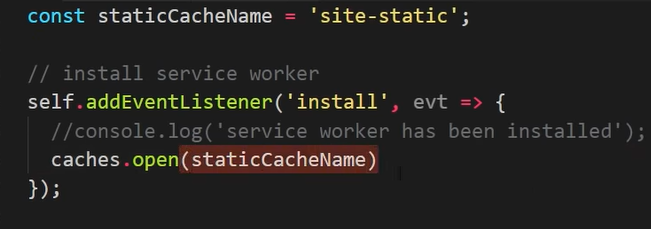 const staticCacheName = 'site-static';
// install service worker
self.addEventListener('install', evt => {
//console.log('service worker has been installed');
caches.open(staticCacheName)
});